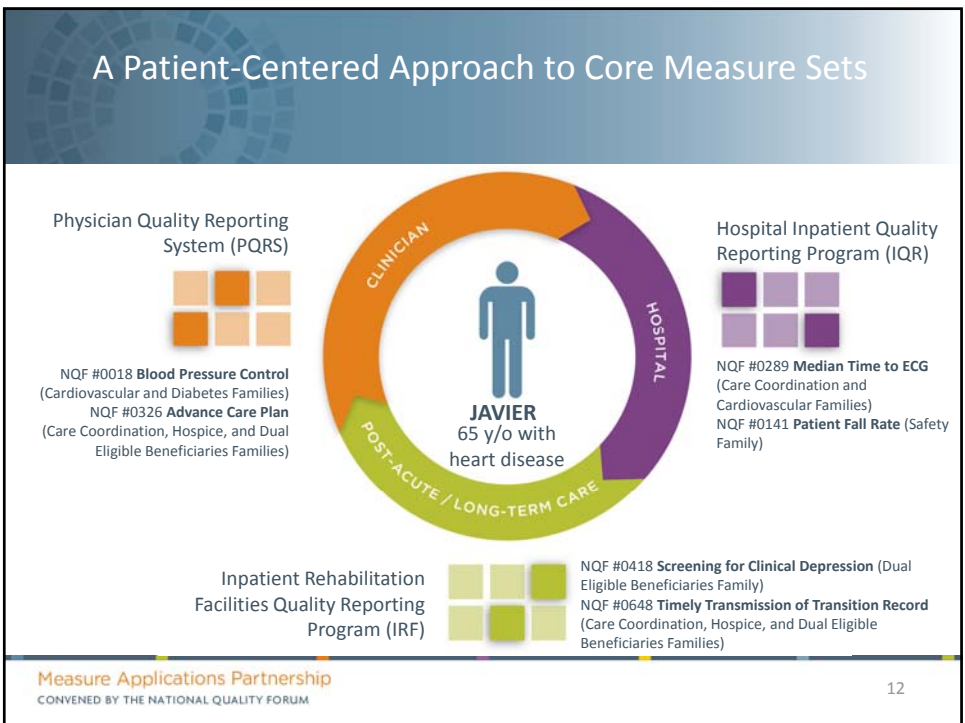 A Patient-Centered Approach to Core Measure Sets
Physician Quality Reporting
System (PQRS)
NQF #0018 Blood Pressure Control
(Cardiovascular and Diabetes Families)
NQF #0326 Advance Care Plan
(Care Coordination, Hospice, and Dual
Eligible Beneficiaries Families)
CLINICIAN
HOSPITAL
POST-ACUTE / LONG-TERM CARE
JAVIER
65 y/o with
heart disease
Hospital Inpatient Quality
Reporting Program (IQR)
NQF #0289 Median Time to ECG
(Care Coordination and
Cardiovascular Families)
NQF #0141 Patient Fall Rate (Safety
Family)
Inpatient Rehabilitation
Facilities Quality Reporting
Program (IRF)
NQF #0418 Screening for Clinical Depression (Dual
Eligible Beneficiaries Family)
NQF #0648 Timely Transmission of Transition Record
(Care Coordination, Hospice, and Dual Eligible
Beneficiaries Families)
Measure Applications Partnership
CONVENED BY THE NATIONAL QUALITY FORUM
12